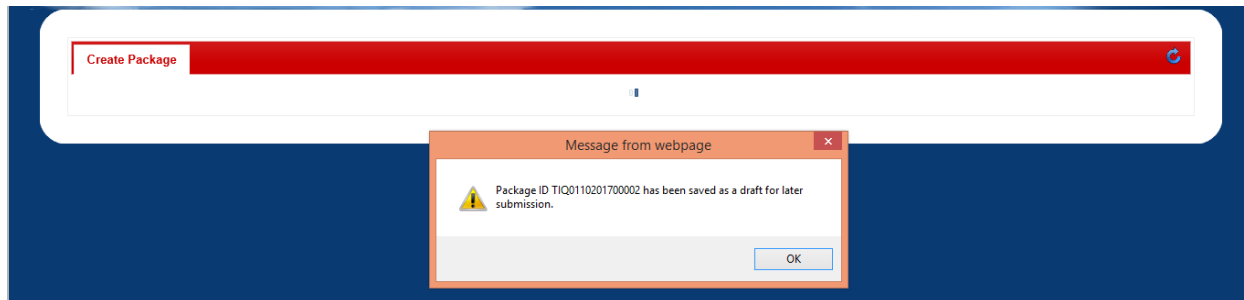 Create Package
Message from webpage
Package ID TIQ0110201700002 has been saved as a draft for later
submission.
OK